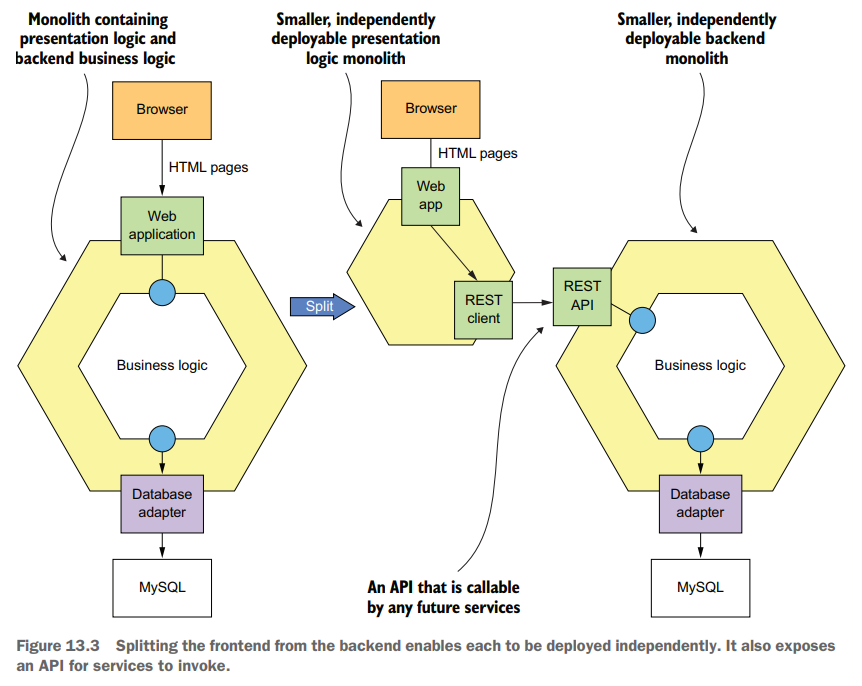 Monolith containing
presentation logic and
backend business logic
Smaller, independently
deployable presentation
logic monolith
Smaller, independently
deployable backend
monolith
Browser
HTML pages
Web
application
Business logic
Database
adapter
MySQL
Split
Browser
HTML pages
Web
app
REST
client
REST
API
Business logic
Database
adapter
MySQL
An API that is callable
by any future services
Figure 13.3 Splitting the frontend from the backend enables each to be deployed independently. It also exposes
an API for services to invoke.